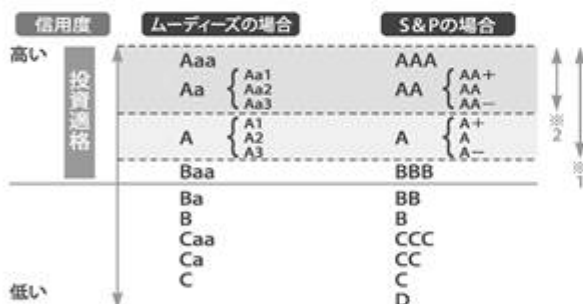 信用度 ムーディーズの場合 S&Pの場合
高い
投資適格
Aaa AAA
Aa Aa1 Aa2 Aa3 AA AA+ AA AA−
A A1 A2 A3 A A+ A A−
※2
※1
Baa BBB
Ba BB
B B
Caa CCC
Ca CC
C C
低い D